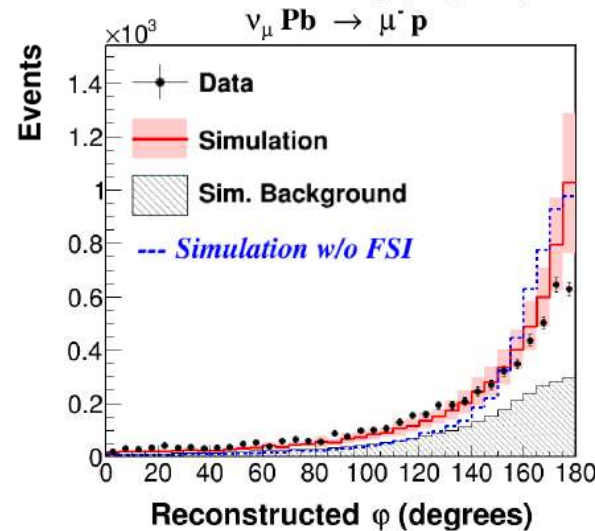 ν_μ Pb → μ⁻ p
×10³
Events
1.4
1.2
1
0.8
0.6
0.4
0.2
0
Data
Simulation
Sim. Background
--- Simulation w/o FSI
0 20 40 60 80 100 120 140 160 180
Reconstructed φ (degrees)